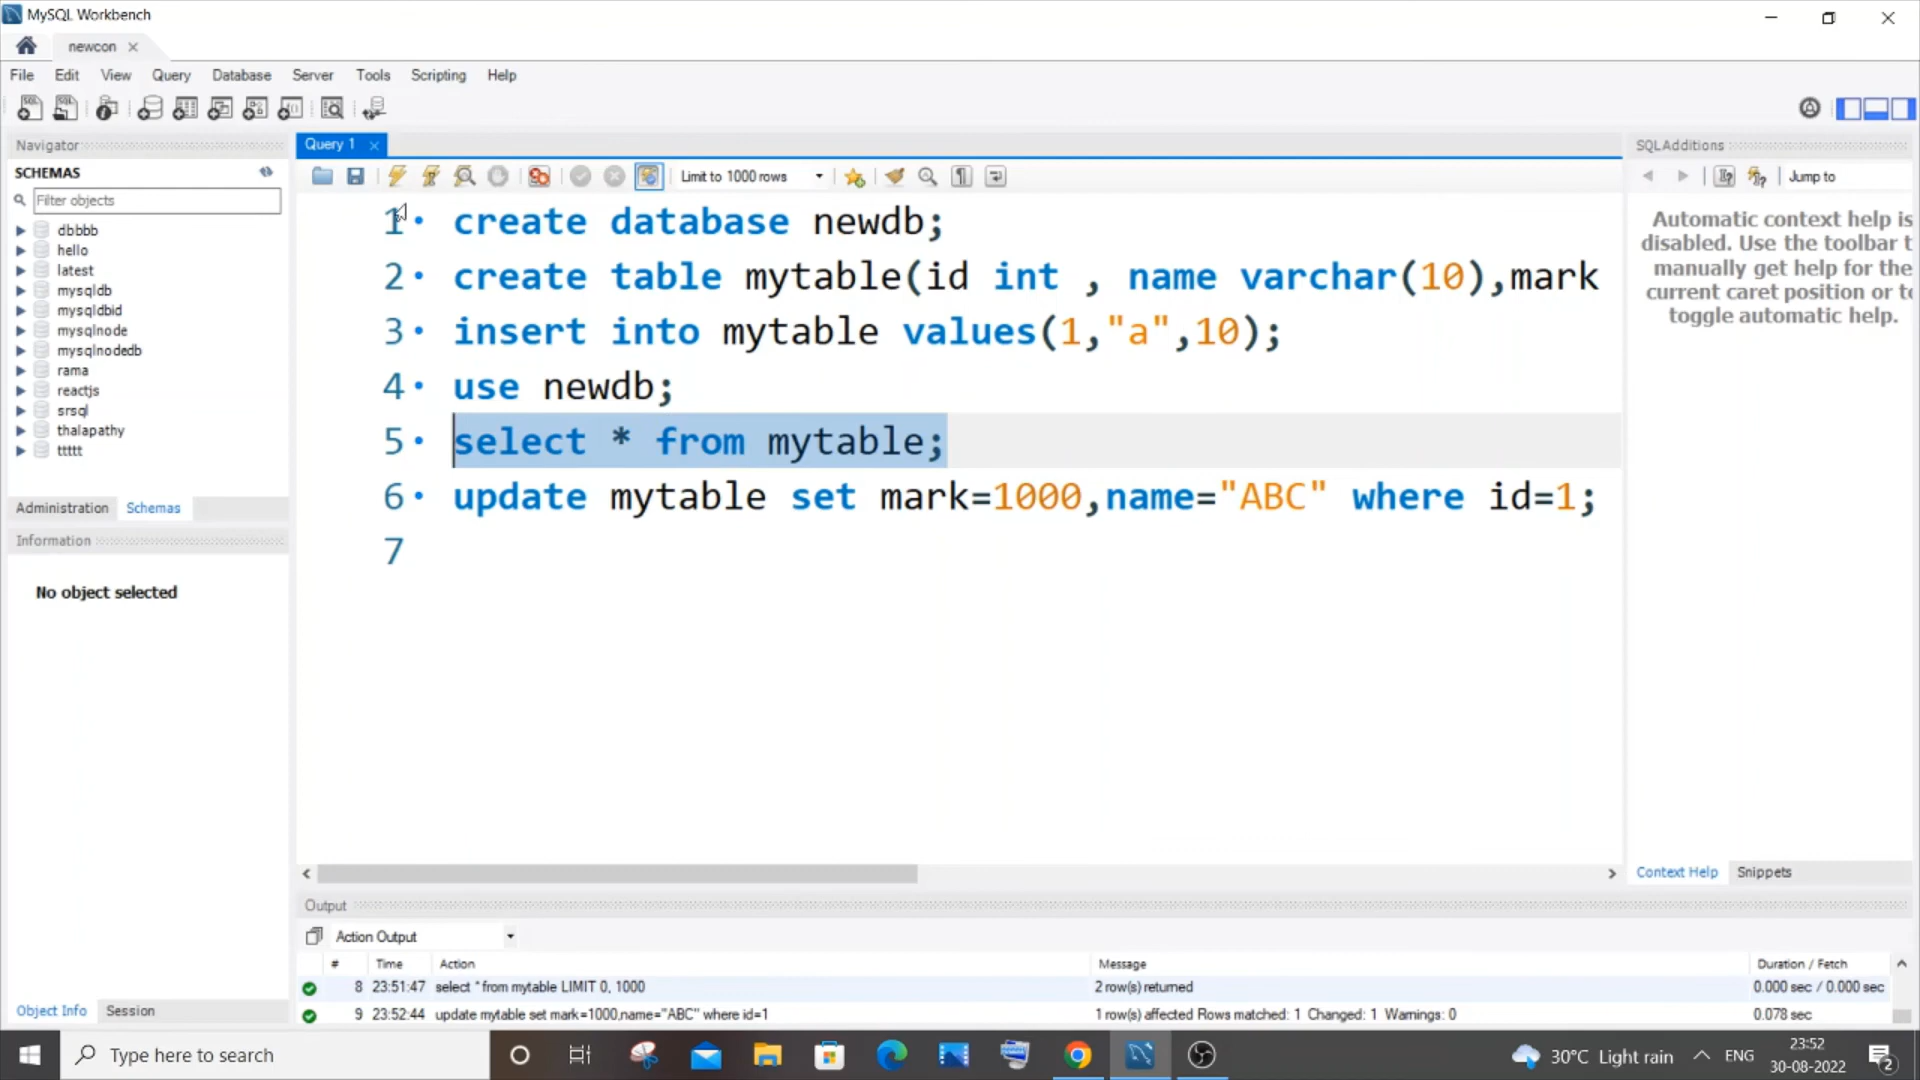 MySQL Workbench
newcon
File Edit View Query Database Server Tools Scripting Help
Navigator
SCHEMAS
Filter objects
dbbbb
hello
latest
mysqldb
mysqldbid
mysqlnode
mysqlnodedb
rama
reactjs
srsql
thalapathy
ttttt
Administration Schemas
Information
No object selected
Object Info Session
Query 1
Limit to 1000 rows
1 create database newdb;
2 create table mytable(id int , name varchar(10),mark
3 insert into mytable values(1,"a",10);
4 use newdb;
5 select * from mytable;
6 update mytable set mark=1000,name="ABC" where id=1;
7
SQLAdditions
Jump to
Automatic context help is
disabled. Use the toolbar t
manually get help for the
current caret position or to
toggle automatic help.
Context Help Snippets
Output
Action Output
# Time Action Message Duration / Fetch
8 23:51:47 select * from mytable LIMIT 0, 1000 2 row(s) returned 0.000 sec / 0.000 sec
9 23:52:44 update mytable set mark=1000,name="ABC" where id=1 1 row(s) affected Rows matched: 1 Changed: 1 Warnings: 0 0.078 sec
Type here to search
30°C Light rain
ENG
23:52
30-08-2022
2